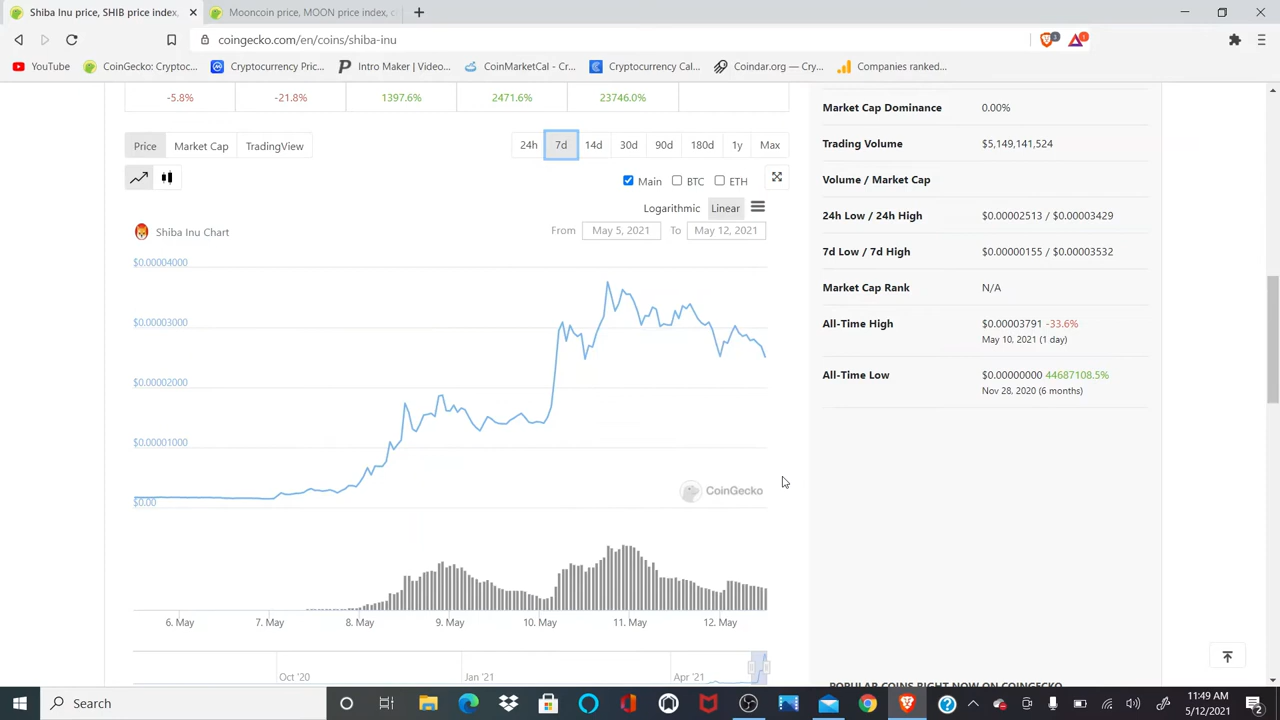 Shiba Inu price, SHIB price index, ×
Mooncoin price, MOON price index, c ×
coingecko.com/en/coins/shiba-inu
YouTube CoinGecko: Cryptoc... Cryptocurrency Pric... Intro Maker | Video... CoinMarketCal - Cr... Cryptocurrency Cal... Coindar.org — Cry... Companies ranked...
-5.8% -21.8% 1397.6% 2471.6% 23746.0%
Price Market Cap TradingView 24h 7d 14d 30d 90d 180d 1y Max
Main BTC ETH
Logarithmic Linear
Shiba Inu Chart From May 5, 2021 To May 12, 2021
$0.00004000
$0.00003000
$0.00002000
$0.00001000
$0.00
CoinGecko
6. May 7. May 8. May 9. May 10. May 11. May 12. May
Oct '20 Jan '21 Apr '21
Market Cap Dominance 0.00%
Trading Volume $5,149,141,524
Volume / Market Cap
24h Low / 24h High $0.00002513 / $0.00003429
7d Low / 7d High $0.00000155 / $0.00003532
Market Cap Rank N/A
All-Time High $0.00003791 -33.6%
May 10, 2021 (1 day)
All-Time Low $0.00000000 44687108.5%
Nov 28, 2020 (6 months)
POPULAR COINS RIGHT NOW ON COINGECKO
Search
11:49 AM
5/12/2021